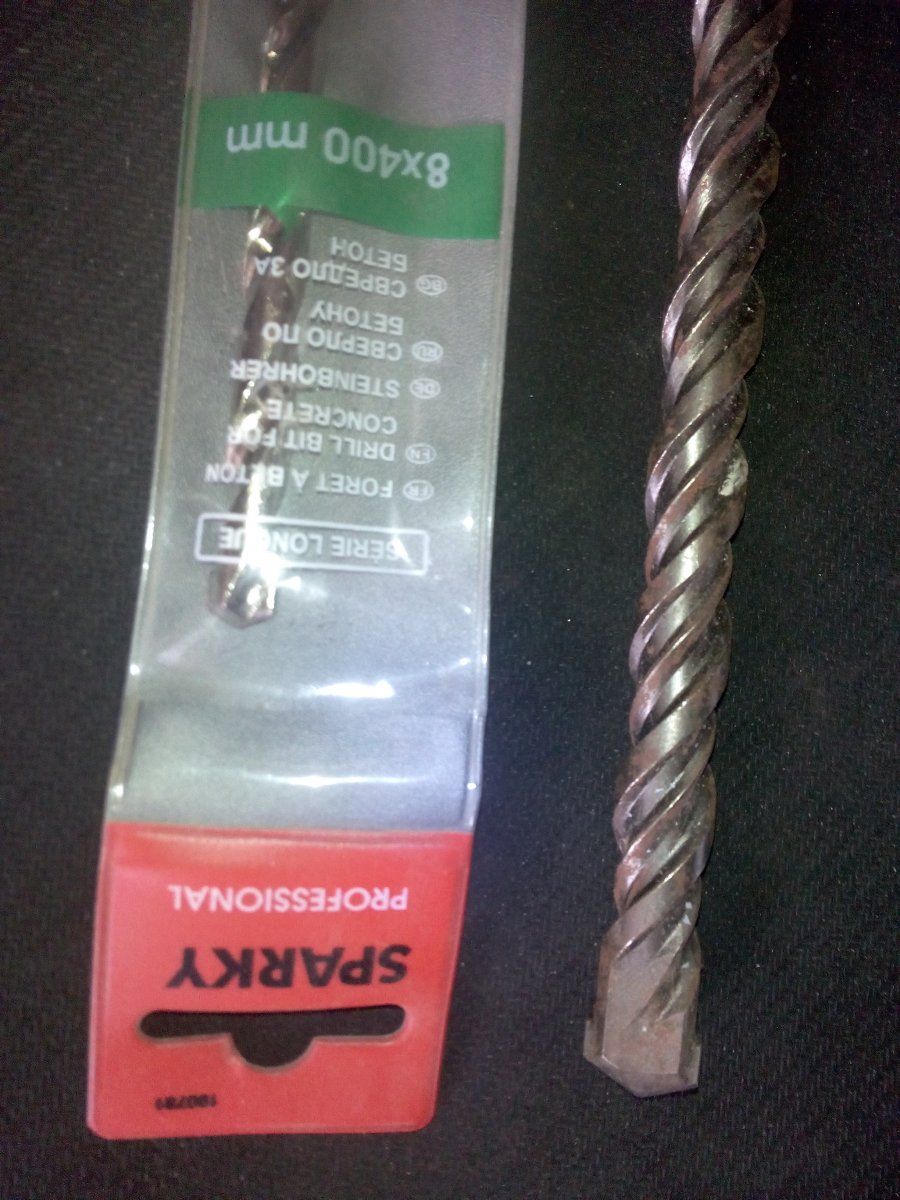 SPARKY
PROFESSIONAL
SÉRIE LONGUE
FR FORET A BETON
EN DRILL BIT FOR
CONCRETE
DE STEINBOHRER
RU СВЕРЛО ПО
БЕТОНУ
BG СВРЕДЛО ЗА
БЕТОН
8x400 mm